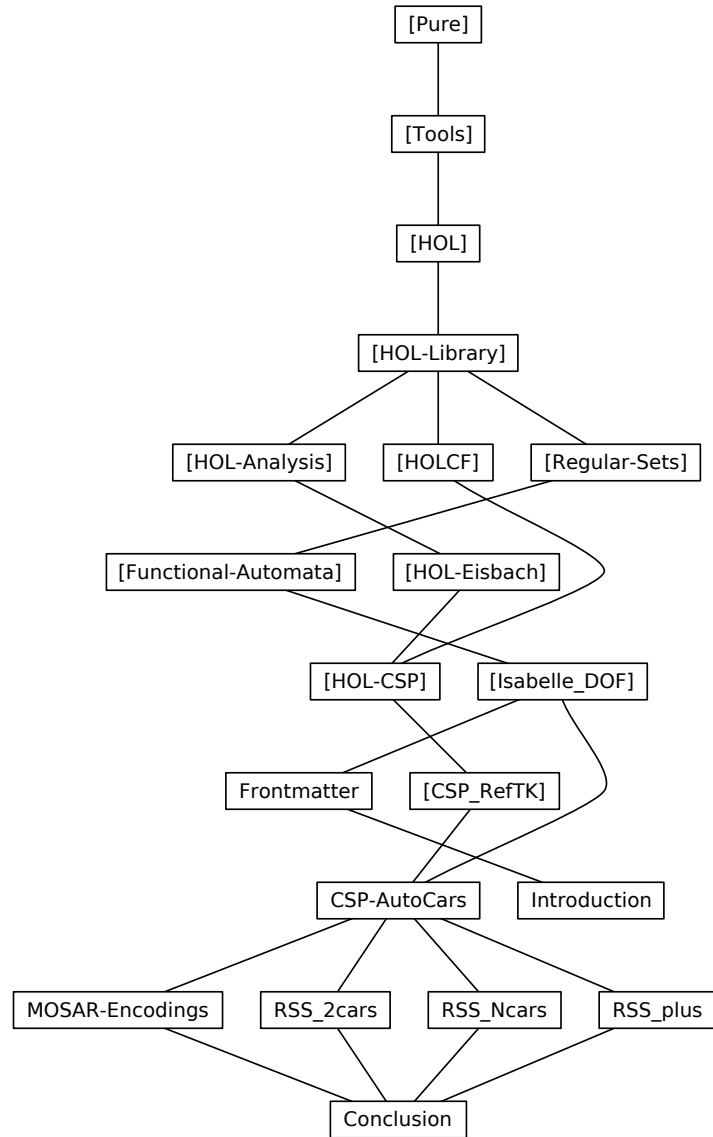 [Pure]
[Tools]
[HOL]
[HOL-Library]
[HOL-Analysis]
[HOLCF]
[Regular-Sets]
[Functional-Automata]
[HOL-Eisbach]
[HOL-CSP]
[Isabelle_DOF]
Frontmatter
[CSP_RefTK]
CSP-AutoCars
Introduction
MOSAR-Encodings
RSS_2cars
RSS_Ncars
RSS_plus
Conclusion